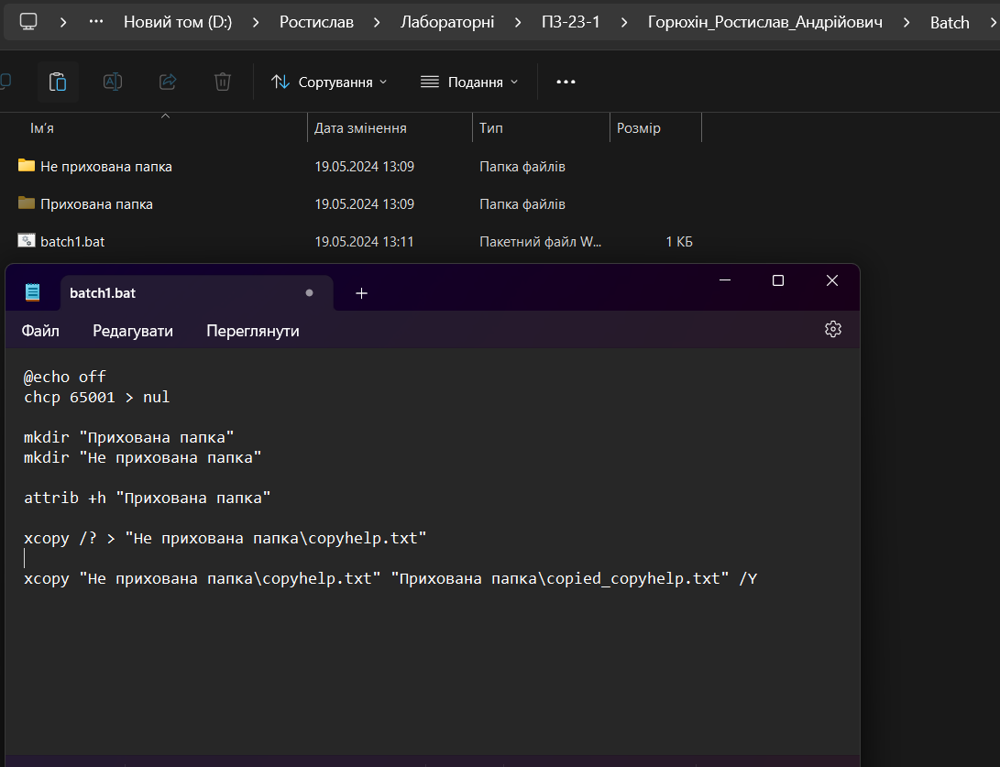 Новий том (D:) Ростислав Лабораторні ПЗ-23-1 Горюхін_Ростислав_Андрійович Batch
Сортування Подання
Ім'я Дата змінення Тип Розмір
Не прихована папка 19.05.2024 13:09 Папка файлів
Прихована папка 19.05.2024 13:09 Папка файлів
batch1.bat 19.05.2024 13:11 Пакетний файл W... 1 КБ
batch1.bat
Файл Редагувати Переглянути
@echo off
chcp 65001 > nul
mkdir "Прихована папка"
mkdir "Не прихована папка"
attrib +h "Прихована папка"
xcopy /? > "Не прихована папка\copyhelp.txt"
xcopy "Не прихована папка\copyhelp.txt" "Прихована папка\copied_copyhelp.txt" /Y